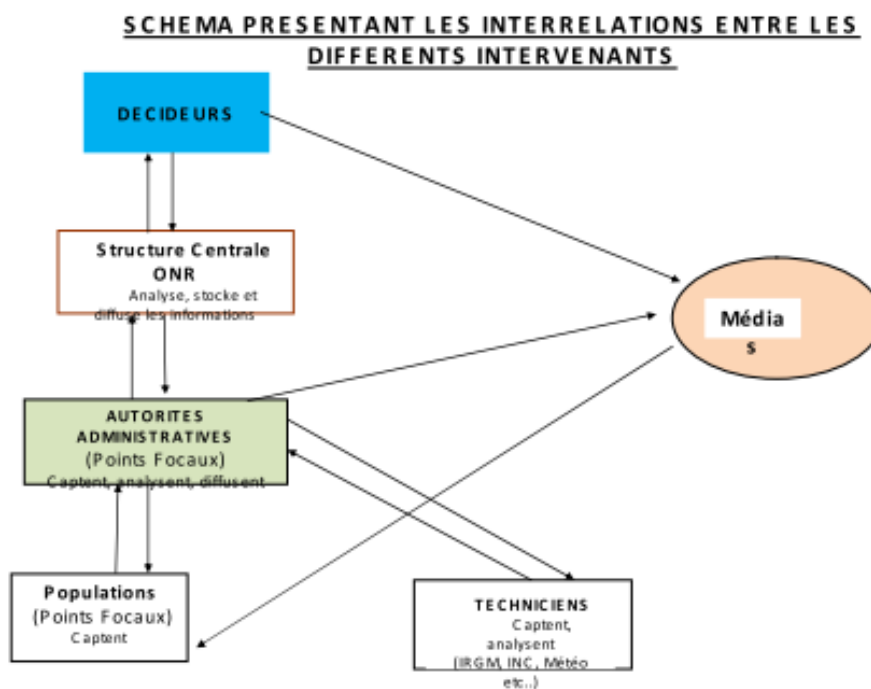 SCHEMA PRESENTANT LES INTERRELATIONS ENTRE LES
DIFFERENTS INTERVENANTS
DECIDEURS
Structure Centrale
ONR
Analyse, stocke et
diffuse les informations
Média
s
AUTORITES
ADMINISTRATIVES
(Points Focaux)
Captent, analysent, diffusent
Populations
(Points Focaux)
Captent
TECHNICIENS
Captent,
analysent
(IRGM, INC, Météo
etc..)